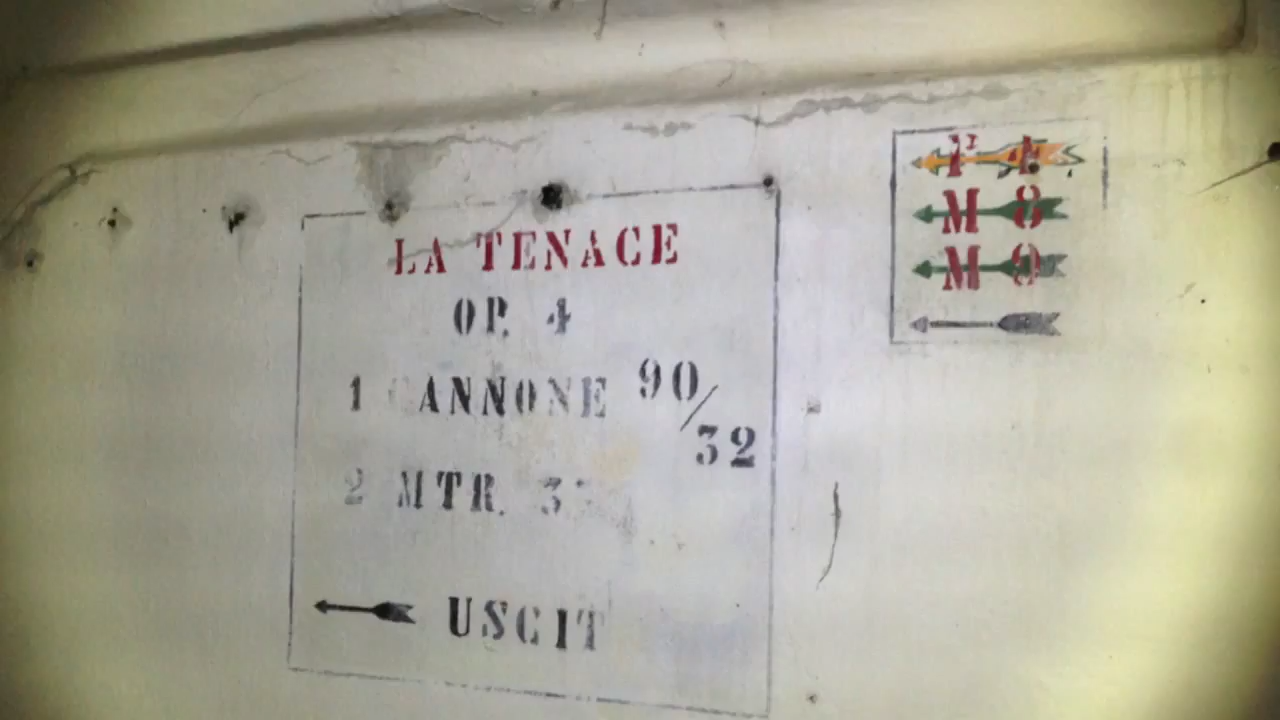 LA TENACE
OP. 4
1 CANNONE 90/32
2 MTR.
USCIT
M 8
M 9